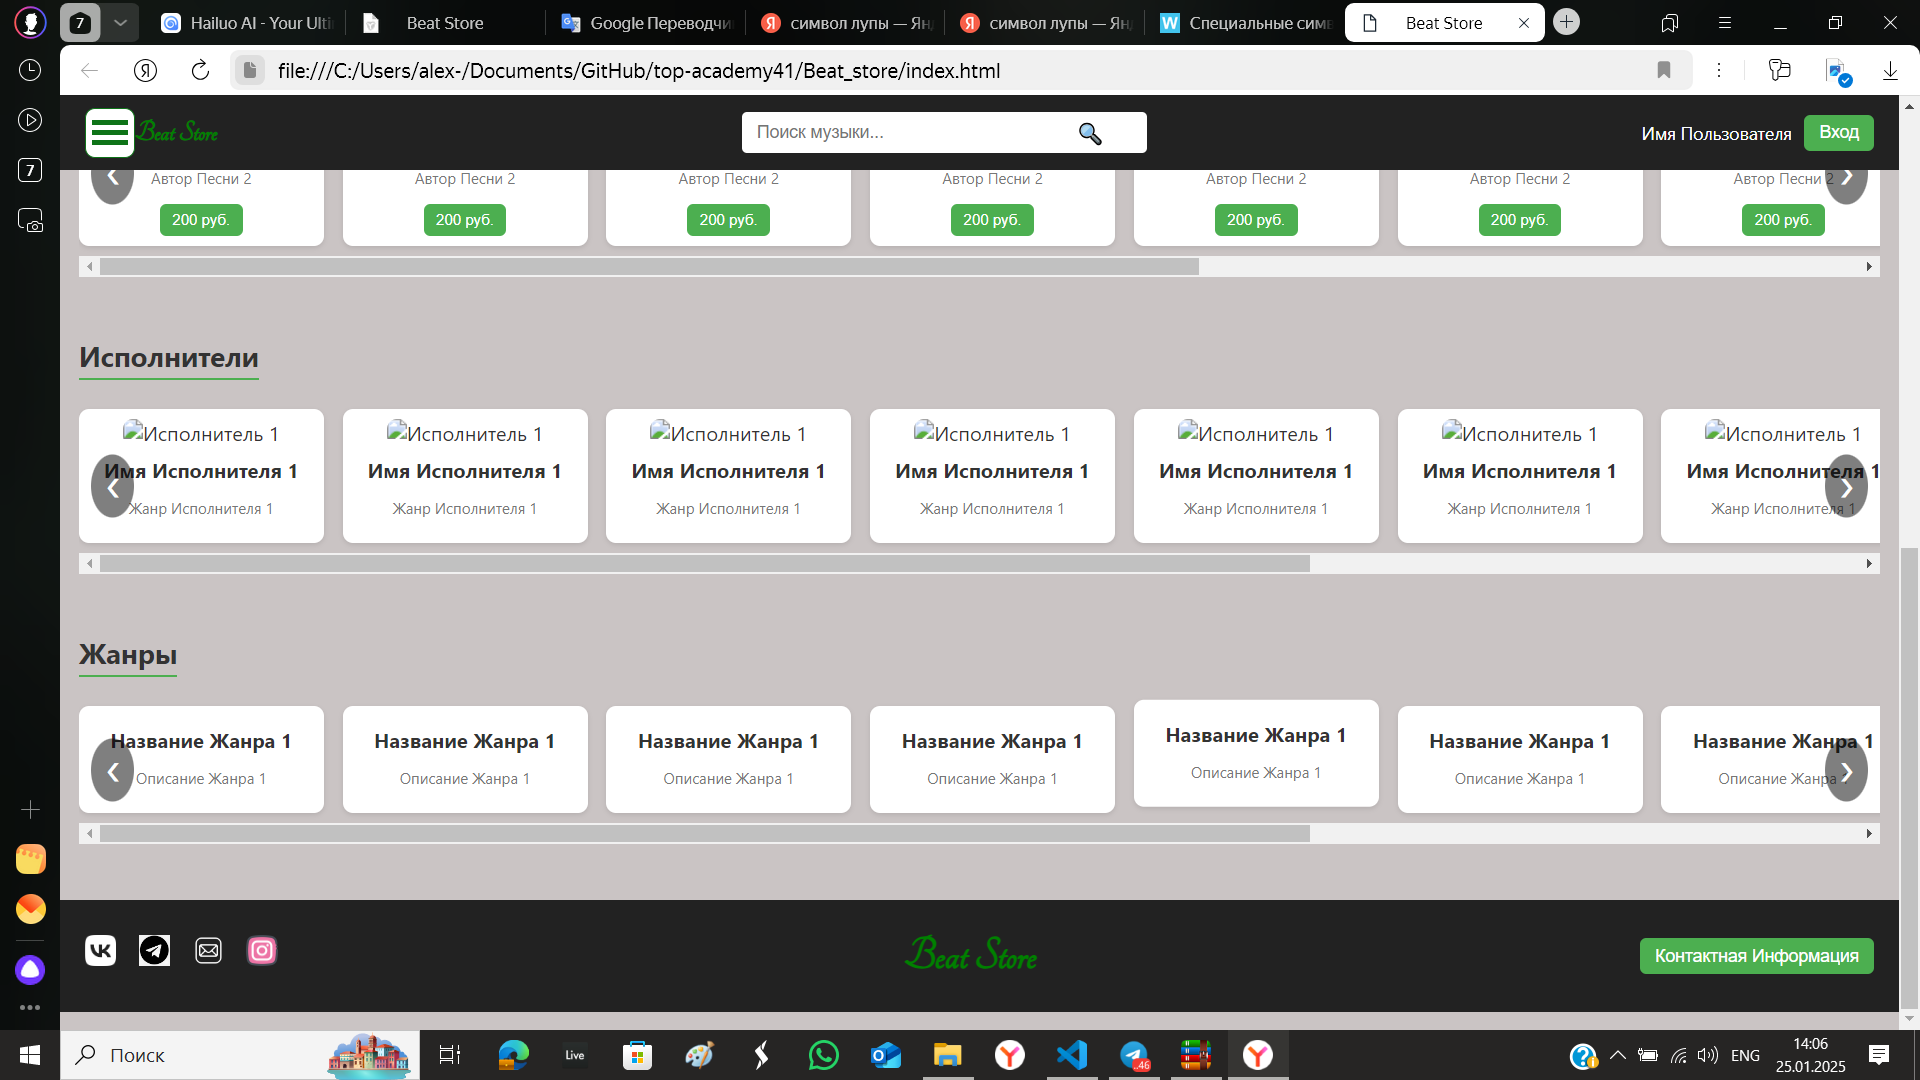 7
Hailuo AI - Your Ulti
Beat Store
Google Переводчи
символ лупы — Ян
символ лупы — Ян
Специальные симв
Beat Store
file:///C:/Users/alex-/Documents/GitHub/top-academy41/Beat_store/index.html
7
Beat Store
Поиск музыки...
Имя Пользователя
Вход
Автор Песни 2
Автор Песни 2
Автор Песни 2
Автор Песни 2
Автор Песни 2
Автор Песни 2
Автор Песни 2
200 руб.
200 руб.
200 руб.
200 руб.
200 руб.
200 руб.
200 руб.
Исполнители
Исполнитель 1
Исполнитель 1
Исполнитель 1
Исполнитель 1
Исполнитель 1
Исполнитель 1
Исполнитель 1
Имя Исполнителя 1
Имя Исполнителя 1
Имя Исполнителя 1
Имя Исполнителя 1
Имя Исполнителя 1
Имя Исполнителя 1
Имя Исполнителя 1
Жанр Исполнителя 1
Жанр Исполнителя 1
Жанр Исполнителя 1
Жанр Исполнителя 1
Жанр Исполнителя 1
Жанр Исполнителя 1
Жанр Исполнителя 1
Жанры
Название Жанра 1
Название Жанра 1
Название Жанра 1
Название Жанра 1
Название Жанра 1
Название Жанра 1
Название Жанра 1
Описание Жанра 1
Описание Жанра 1
Описание Жанра 1
Описание Жанра 1
Описание Жанра 1
Описание Жанра 1
Описание Жанра
Beat Store
Контактная Информация
Поиск
Live
46
ENG
14:06
25.01.2025